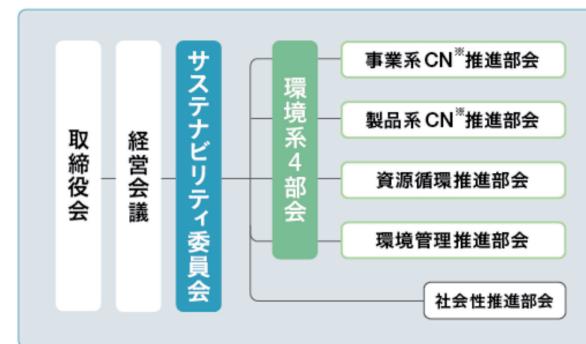 取締役会
経営会議
サステナビリティ委員会
環境系4部会
事業系CN※推進部会
製品系CN※推進部会
資源循環推進部会
環境管理推進部会
社会性推進部会